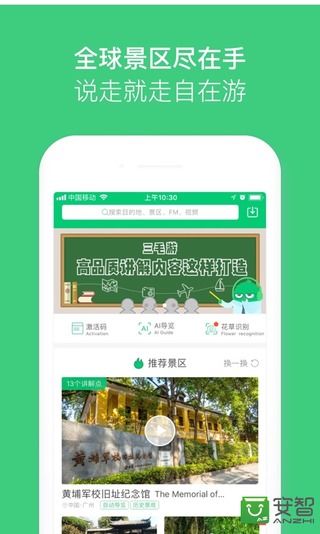 全球景区尽在手
说走就走自在游
中国移动
上午10:30
搜索目的地、景区、FM、视频
三毛游
高品质讲解内容这样打造
激活码
Activation
AI
AI导览
AI Guide
花草识别
Flower recognition
推荐景区
换一换
13个讲解点
黄埔军校旧址纪念馆 The Memorial of...
中国·广州
自动导览
历史景观
安智
ANZHI